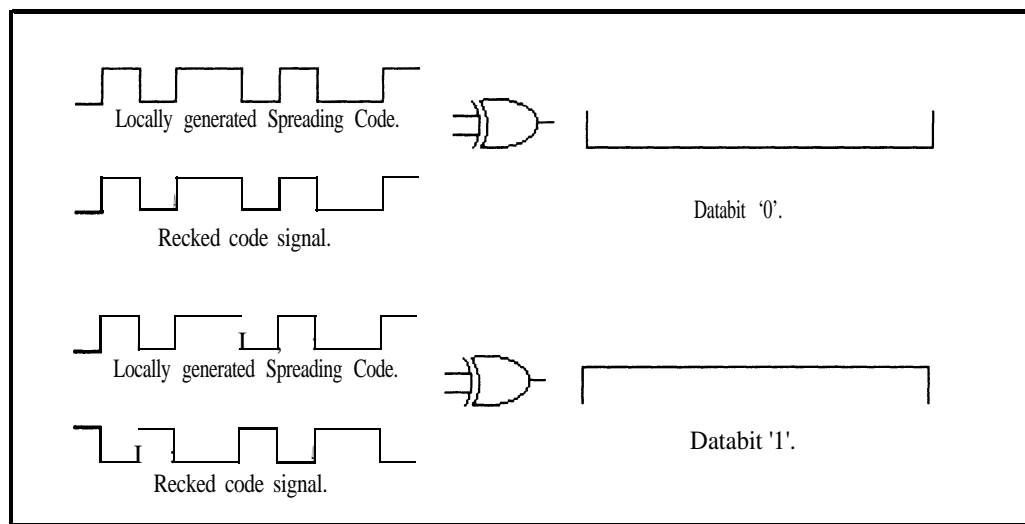 Locally generated Spreading Code.
Recked code signal.
Databit ‘0’.
Locally generated Spreading Code.
Recked code signal.
Databit '1'.